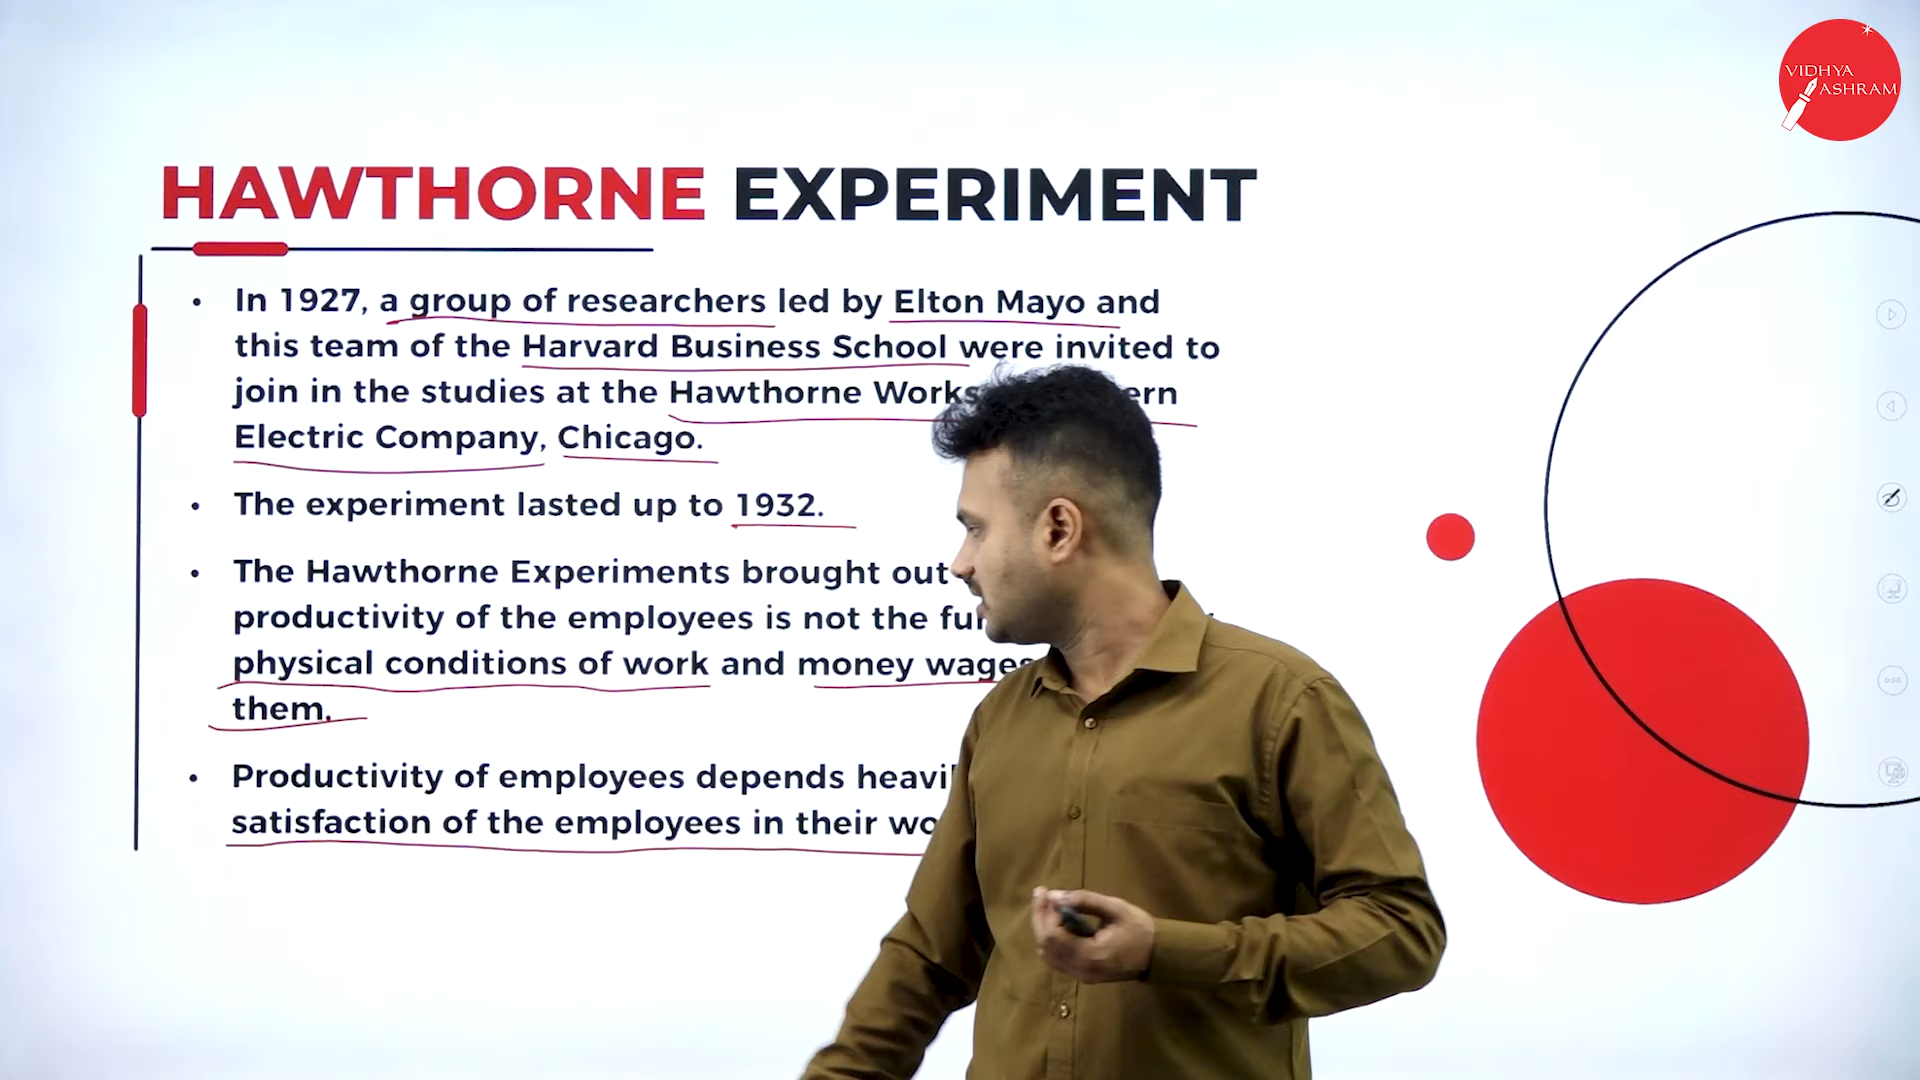 VIDHYA
ASHRAM
HAWTHORNE EXPERIMENT
• In 1927, a group of researchers led by Elton Mayo and
this team of the Harvard Business School were invited to
join in the studies at the Hawthorne Works
Electric Company, Chicago.
• The experiment lasted up to 1932.
• The Hawthorne Experiments brought out
productivity of the employees is not the
physical conditions of work and money wages
them.
• Productivity of employees depends
satisfaction of the employees in their